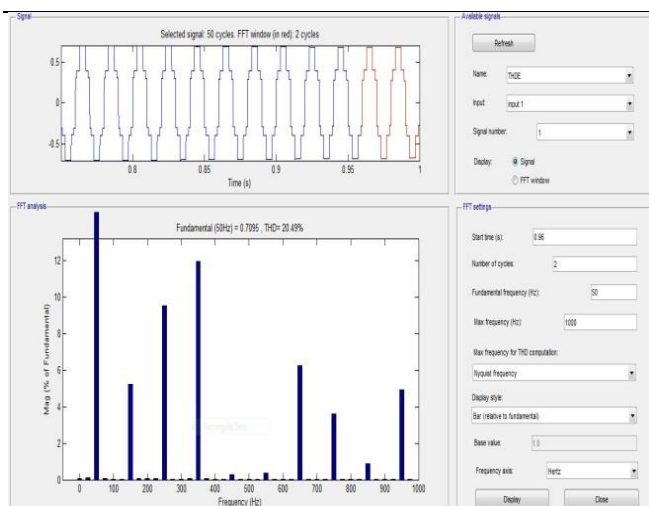 Signal
Selected signal: 50 cycles. FFT window (in red): 2 cycles
0.5
0
-0.5
0.8 0.85 0.9 0.95 1
Time (s)
FFT analysis
Fundamental (50Hz) = 0.7095 , THD= 20.49%
Mag (% of Fundamental)
12
10
8
6
4
2
0
0 100 200 300 400 500 600 700 800 900 1000
Frequency (Hz)
Available signals
Refresh
Name: THDE
Input: input 1
Signal number: 1
Display: Signal
FFT window
FFT settings
Start time (s): 0.96
Number of cycles: 2
Fundamental frequency (Hz): 50
Max frequency (Hz): 1000
Max frequency for THD computation:
Nyquist frequency
Display style:
Bar (relative to fundamental)
Base value: 1.0
Frequency axis: Hertz
Display Close